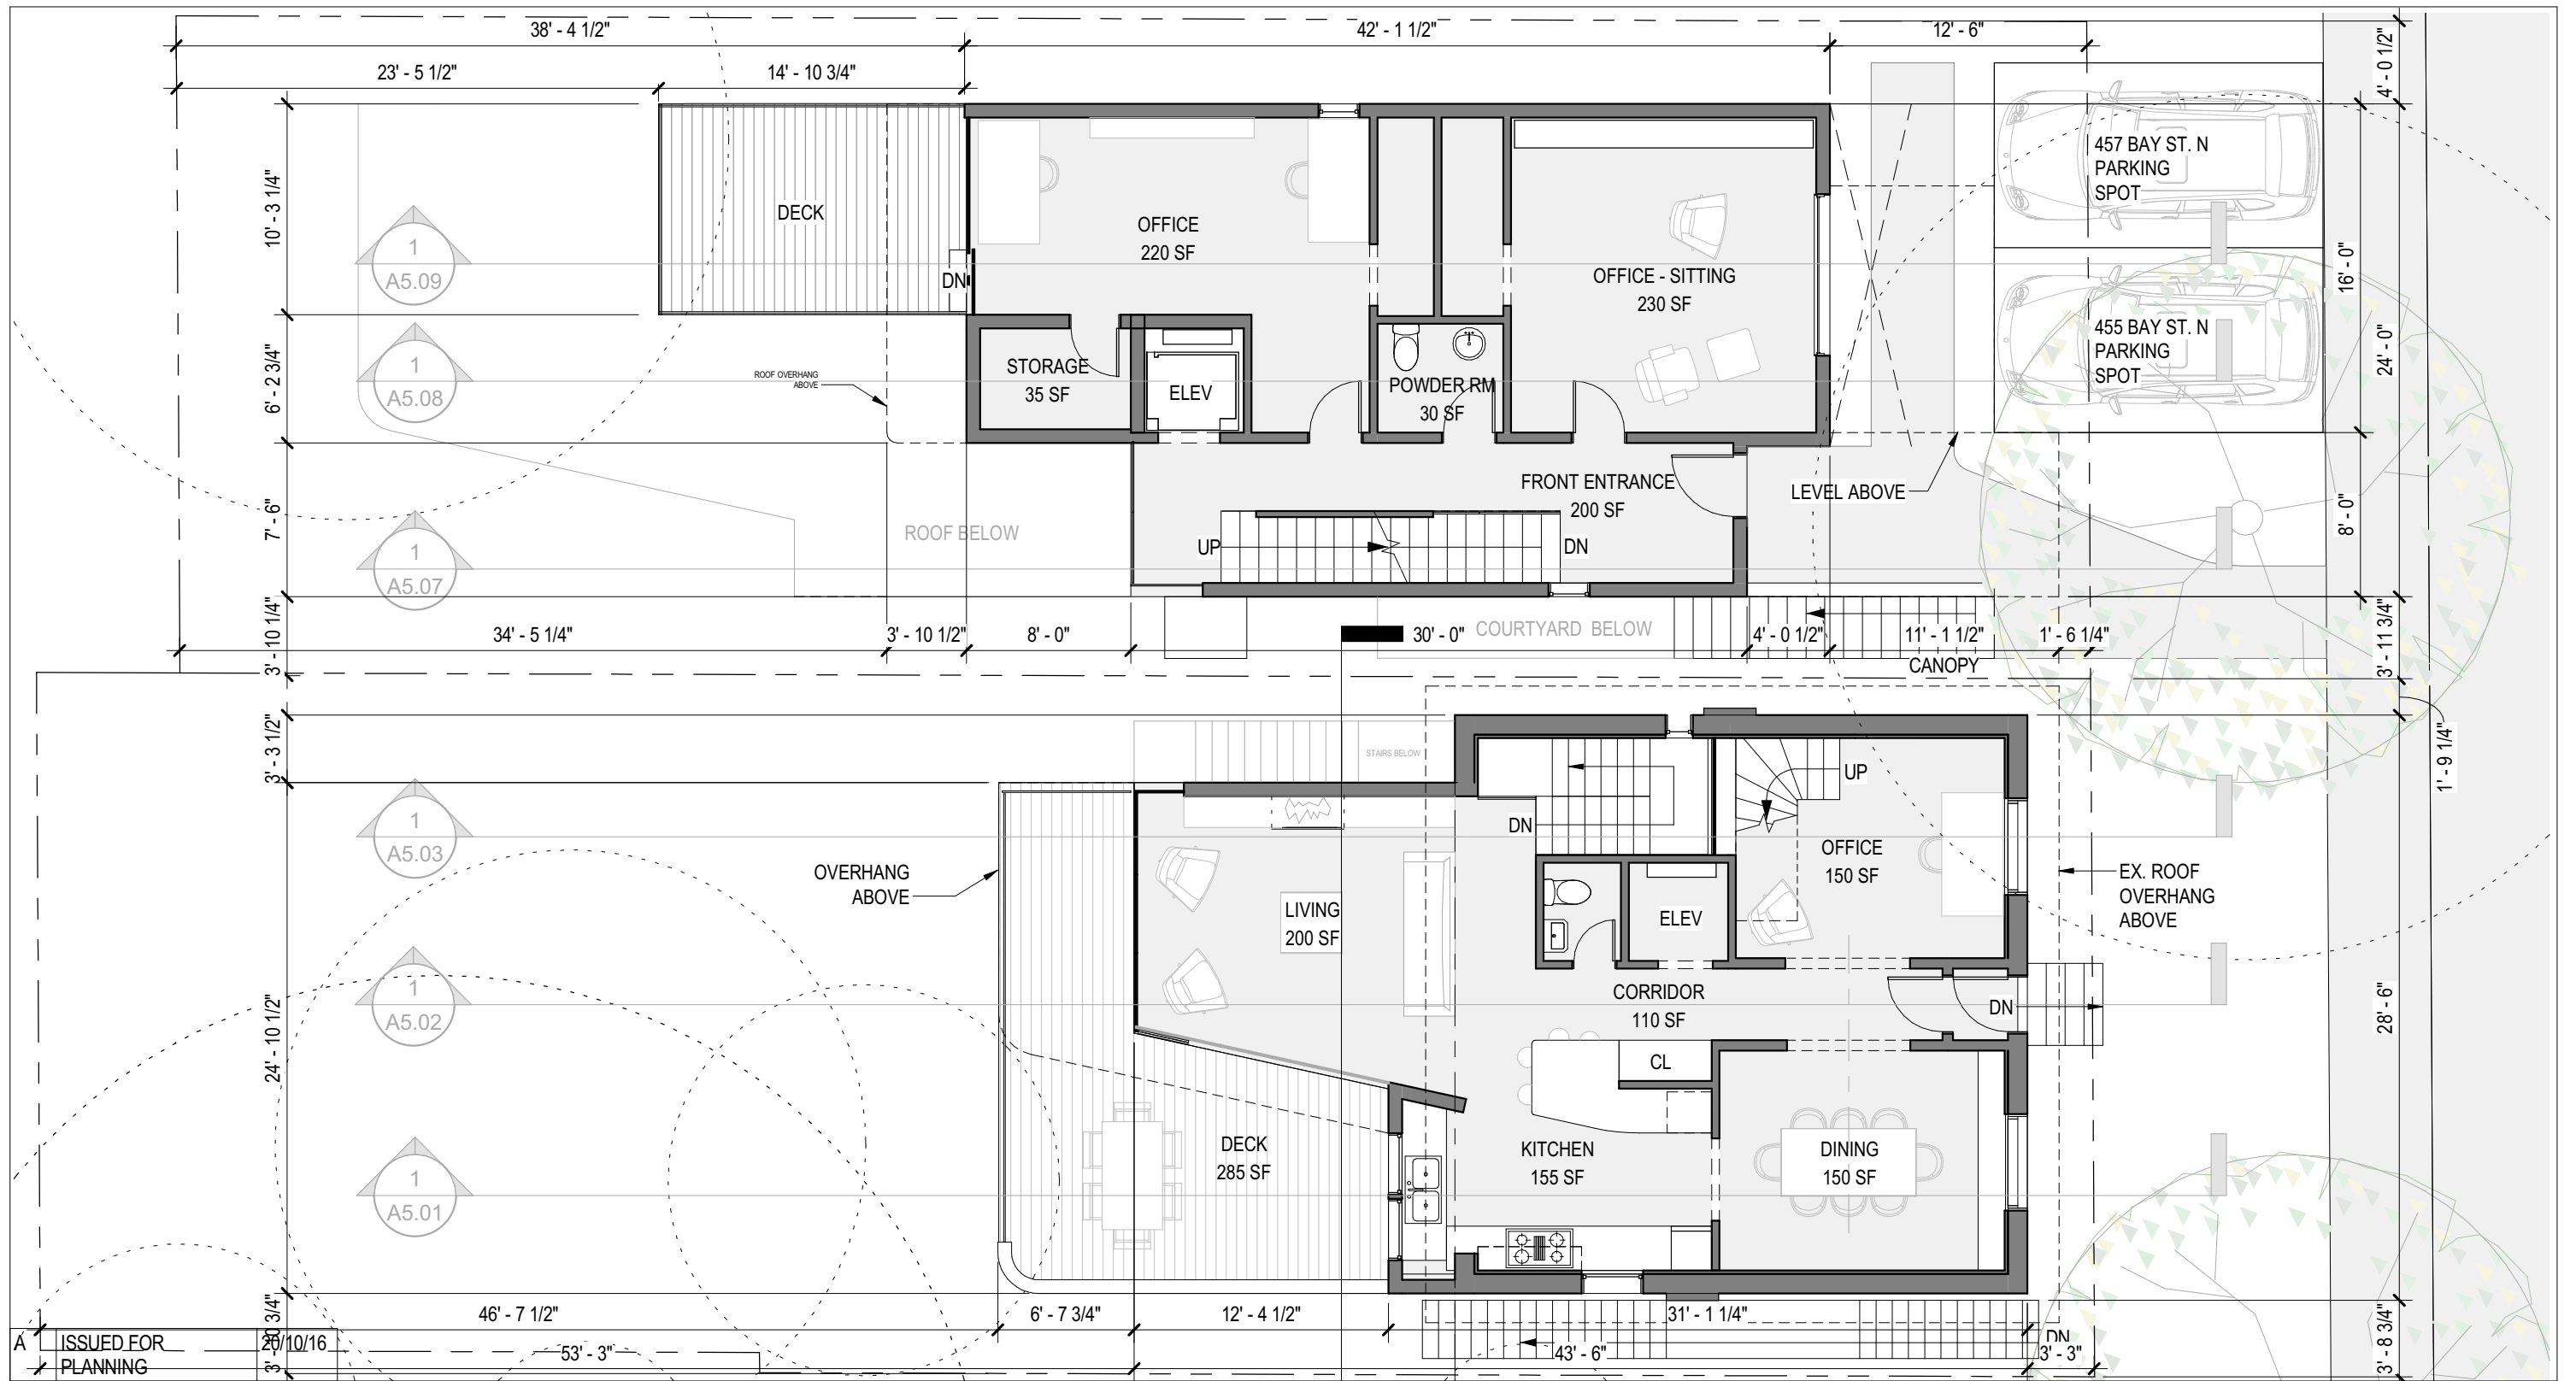 38' - 4 1/2"
42' - 1 1/2"
12' - 6"
23' - 5 1/2"
14' - 10 3/4"
4' - 0 1/2"
10' - 3 1/4"
6' - 2 3/4"
7' - 6"
3' - 10 1/4"
1
A5.09
1
A5.08
1
A5.07
DECK
DN
OFFICE
220 SF
OFFICE - SITTING
230 SF
457 BAY ST. N
PARKING
SPOT
455 BAY ST. N
PARKING
SPOT
16' - 0"
24' - 0"
8' - 0"
STORAGE
35 SF
ELEV
POWDER RM
30 SF
ROOF OVERHANG
ABOVE
FRONT ENTRANCE
200 SF
LEVEL ABOVE
ROOF BELOW
UP
DN
34' - 5 1/4"
3' - 10 1/2"
8' - 0"
30' - 0"
COURTYARD BELOW
4' - 0 1/2"
11' - 1 1/2"
1' - 6 1/4"
3' - 11 3/4"
CANOPY
3' - 3 1/2"
STAIRS BELOW
1' - 9 1/4"
1
A5.03
1
A5.02
1
A5.01
24' - 10 1/2"
OVERHANG
ABOVE
LIVING
200 SF
DN
UP
OFFICE
150 SF
ELEV
EX. ROOF
OVERHANG
ABOVE
CORRIDOR
110 SF
DN
28' - 6"
CL
DECK
285 SF
KITCHEN
155 SF
DINING
150 SF
46' - 7 1/2"
6' - 7 3/4"
12' - 4 1/2"
31' - 1 1/4"
DN
A
ISSUED FOR
PLANNING
20/10/16
53' - 3"
43' - 6"
3' - 3"
3' - 8 3/4"